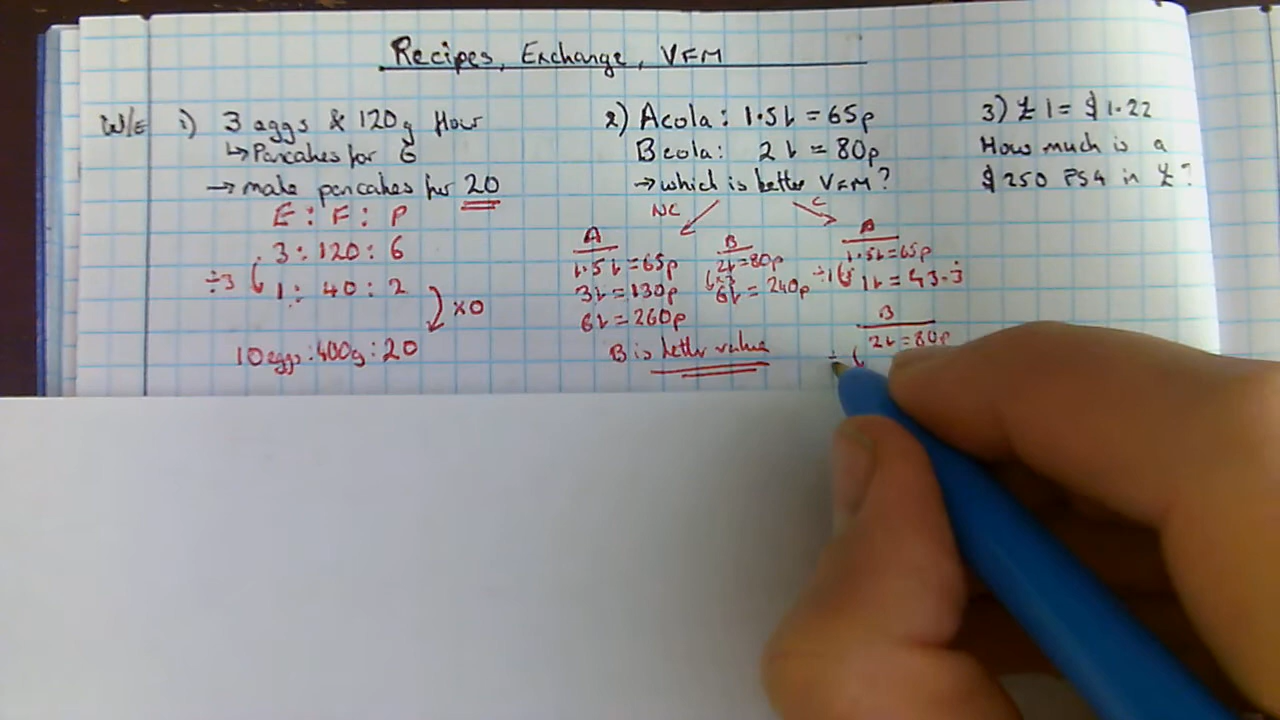 Recipes, Exchange, VFM
W/E 1) 3 eggs & 120g flour
↳ Pancakes for 6
→ make pancakes for 20
E : F : P
3 : 120 : 6
÷3
1 : 40 : 2
x10
10 eggs : 400g : 20
2) A cola : 1.5L = 65p
B cola : 2L = 80p
→ which is better VFM?
NC
C
A
1.5L = 65p
3L = 130p
6L = 260p
B
2L = 80p
x3
6L = 240p
B is better value
A
1.5L = 65p
1L = 43.3̇
B
2L = 80p
÷
3) £1 = $1.22
How much is a
$250 PS4 in £?